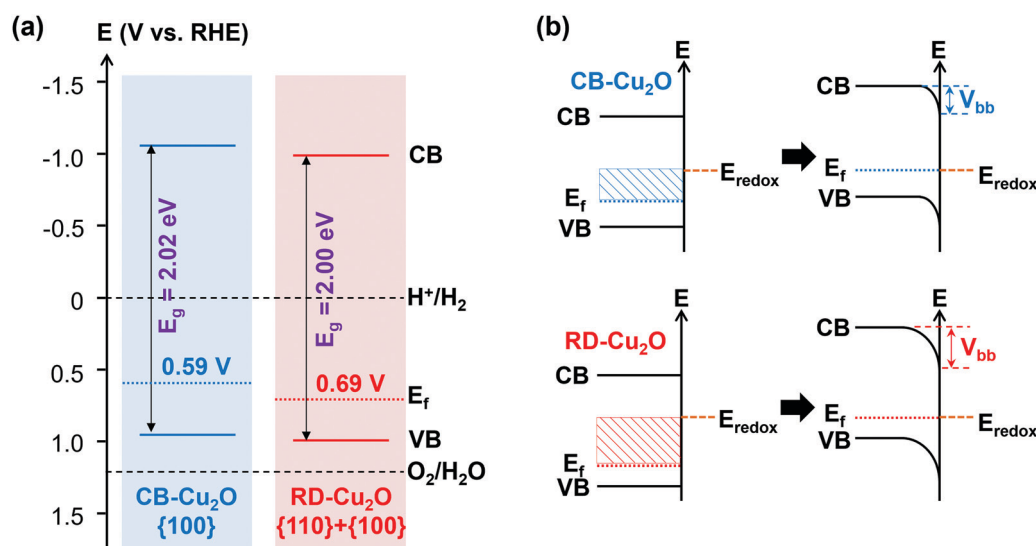 (a)
E (V vs. RHE)
-1.5
-1.0
-0.5
0
0.5
1.0
1.5
E_g = 2.02 eV
0.59 V
CB-Cu₂O
{100}
E_g = 2.00 eV
0.69 V
RD-Cu₂O
{110}+{100}
CB
H⁺/H₂
E_f
VB
O₂/H₂O
(b)
E
CB-Cu₂O
CB
E_f
VB
E_redox
E
CB
V_bb
E_f
VB
E_redox
E
RD-Cu₂O
CB
E_f
VB
E_redox
E
CB
V_bb
E_f
VB
E_redox